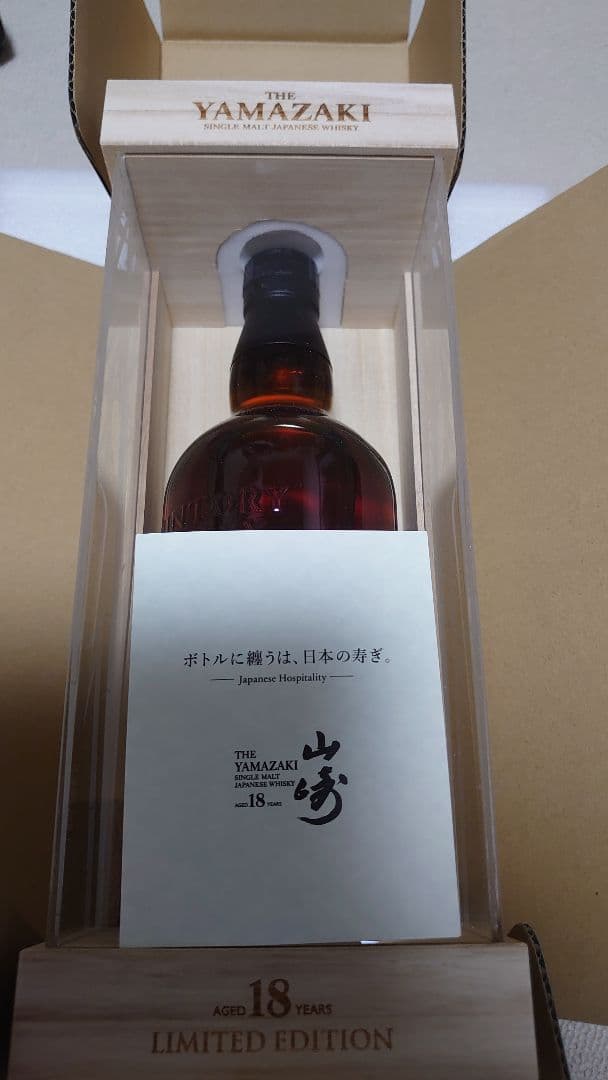 THE
YAMAZAKI
SINGLE MALT JAPANESE WHISKY
NTORY
ボトルに纏うは、日本の寿ぎ。
Japanese Hospitality
THE
YAMAZAKI
SINGLE MALT
JAPANESE WHISKY
AGED 18 YEARS
山崎
AGED 18 YEARS
LIMITED EDITION